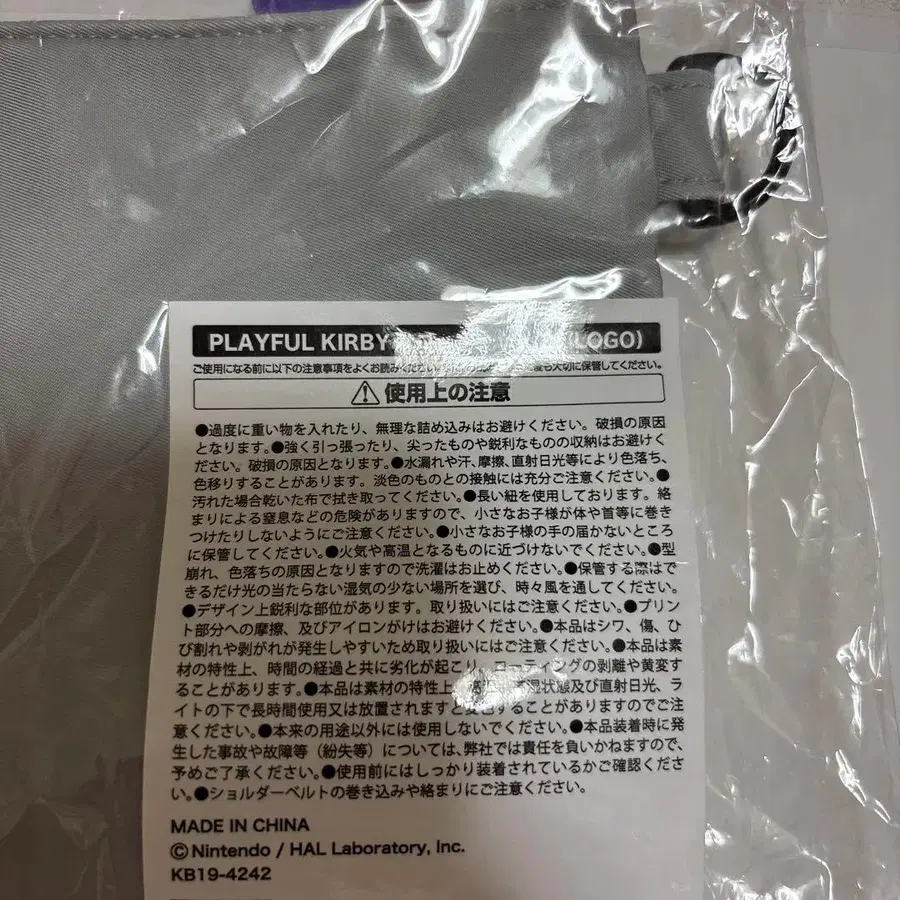 PLAYFUL KIRBY (LOGO)
ご使用になる前に以下の注意事項をよくお読み 大切に保管してください。
使用上の注意
●過度に重い物を入れたり、無理な詰め込みはお避けください。破損の原因
となります。●強く引っ張ったり、尖ったものや鋭利なものの収納はお避けく
ださい。破損の原因となります。●水漏れや汗、摩擦、直射日光等により色落ち、
色移りすることがあります。淡色のものとの接触には充分ご注意ください。●
汚れた場合乾いた布で拭き取ってください。●長い紐を使用しております。絡
まりによる窒息などの危険がありますので、小さなお子様が体や首等に巻き
つけたりしないようにご注意ください。●小さなお子様の手の届かないところ
に保管してください。●火気や高温となるものに近づけないでください。●型
崩れ、色落ちの原因となりますので洗濯はお止めください。●保管する際はで
きるだけ光の当たらない湿気の少ない場所を選び、時々風を通してください。
●デザイン上鋭利な部位があります。取り扱いにはご注意ください。●プリン
ト部分への摩擦、及びアイロンがけはお避けください。●本品はシワ、傷、ひ
び割れや剥がれが発生しやすいため取り扱いにはご注意ください。●本品は素
材の特性上、時間の経過と共に劣化が起こり、コーティングの剥離や黄変す
ることがあります。●本品は素材の特性上、 湿状態及び直射日光、ラ
イトの下で長時間使用又は放置されますと変色することがありますのでご注
意ください。●本来の用途以外には使用しないでください。●本品装着時に発
生した事故や故障等（紛失等）については、弊社では責任を負いかねますので、
予めご了承ください。●使用前にはしっかり装着されているかご確認くださ
い。●ショルダーベルトの巻き込みや絡まりにご注意ください。
MADE IN CHINA
©Nintendo / HAL Laboratory, Inc.
KB19-4242